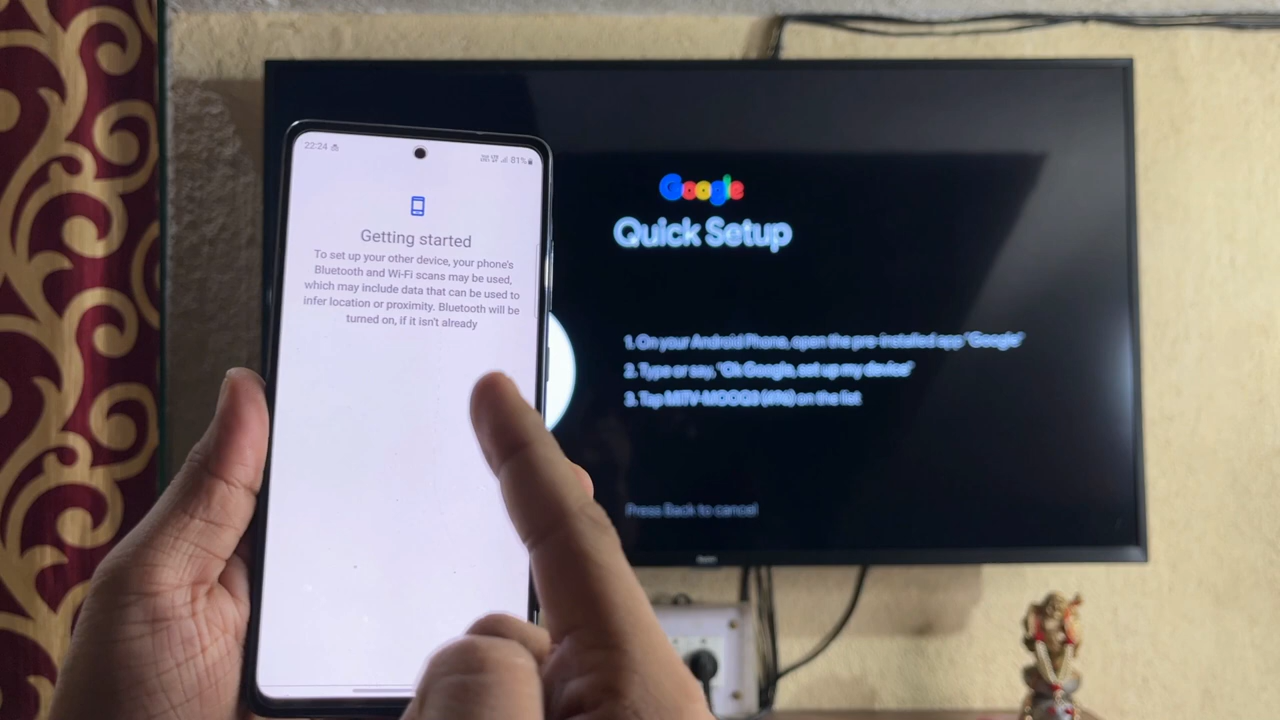 22:24
81%
Getting started
To set up your other device, your phone's
Bluetooth and Wi-Fi scans may be used,
which may include data that can be used to
infer location or proximity. Bluetooth will be
turned on, if it isn't already
Google
Quick Setup
1. On your Android Phone, open the pre-installed app "Google"
2. Type or say, "Ok Google, set up my device"
3. Tap on the list
Press Back to cancel